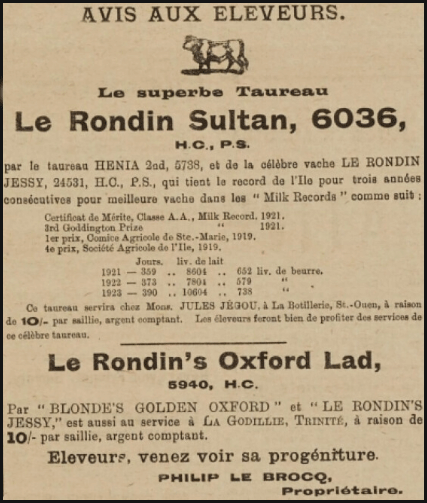 AVIS AUX ELEVEURS.
Le superbe Taureau
Le Rondin Sultan, 6036,
H.C., P.S.
par le taureau HENIA 2nd, 5738, et de la célèbre vache LE RONDIN
JESSY, 24531, H.C., P.S., qui tient le record de l'Ile pour trois années
consécutives pour meilleure vache dans les “ Milk Records ” comme suit :
Certificat de Mérite, Classe A.A., Milk Record, 1921.
3rd Goddington Prize " 1921.
1er prix, Comice Agricole de Ste.-Marie, 1919.
4e prix, Société Agricole de l'Ile, 1919.
Jours. liv. de lait
1921 — 359 .. 8604 .. 652 liv. de beurre.
1922 — 373 .. 7804 .. 579 "
1923 — 390 .. 10694 .. 738 "
Ce taureau servira chez Mons. JULES JÉGOU, à La Botillerie, St.-Ouen, à raison
de 10/- par saillie, argent comptant. Les éleveurs feront bien de profiter des services de
ce célèbre taureau.
Le Rondin's Oxford Lad,
5940, H.C.
Par “ BLONDE'S GOLDEN OXFORD ” et “ LE RONDIN'S
JESSY,” est aussi au service à LA GODILLIE, TRINITÉ, à raison de
10/- par saillie, argent comptant.
Eleveurs, venez voir sa progéniture.
PHILIP LE BROCQ,
Propriétaire.